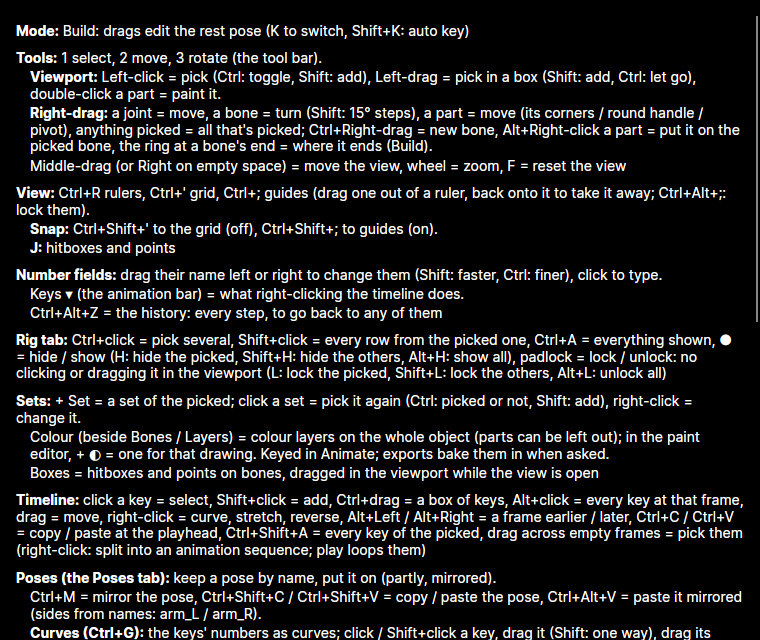 Mode: Build: drags edit the rest pose (K to switch, Shift+K: auto key)
Tools: 1 select, 2 move, 3 rotate (the tool bar).
Viewport: Left-click = pick (Ctrl: toggle, Shift: add), Left-drag = pick in a box (Shift: add, Ctrl: let go),
double-click a part = paint it.
Right-drag: a joint = move, a bone = turn (Shift: 15° steps), a part = move (its corners / round handle /
pivot), anything picked = all that's picked; Ctrl+Right-drag = new bone, Alt+Right-click a part = put it on the
picked bone, the ring at a bone's end = where it ends (Build).
Middle-drag (or Right on empty space) = move the view, wheel = zoom, F = reset the view
View: Ctrl+R rulers, Ctrl+' grid, Ctrl+; guides (drag one out of a ruler, back onto it to take it away; Ctrl+Alt+;:
lock them).
Snap: Ctrl+Shift+' to the grid (off), Ctrl+Shift+; to guides (on).
J: hitboxes and points
Number fields: drag their name left or right to change them (Shift: faster, Ctrl: finer), click to type.
Keys ▾ (the animation bar) = what right-clicking the timeline does.
Ctrl+Alt+Z = the history: every step, to go back to any of them
Rig tab: Ctrl+click = pick several, Shift+click = every row from the picked one, Ctrl+A = everything shown, ●
= hide / show (H: hide the picked, Shift+H: hide the others, Alt+H: show all), padlock = lock / unlock: no
clicking or dragging it in the viewport (L: lock the picked, Shift+L: lock the others, Alt+L: unlock all)
Sets: + Set = a set of the picked; click a set = pick it again (Ctrl: picked or not, Shift: add), right-click =
change it.
Colour (beside Bones / Layers) = colour layers on the whole object (parts can be left out); in the paint
editor, + ◐ = one for that drawing. Keyed in Animate; exports bake them in when asked.
Boxes = hitboxes and points on bones, dragged in the viewport while the view is open
Timeline: click a key = select, Shift+click = add, Ctrl+drag = a box of keys, Alt+click = every key at that frame,
drag = move, right-click = curve, stretch, reverse, Alt+Left / Alt+Right = a frame earlier / later, Ctrl+C / Ctrl+V
= copy / paste at the playhead, Ctrl+Shift+A = every key of the picked, drag across empty frames = pick them
(right-click: split into an animation sequence; play loops them)
Poses (the Poses tab): keep a pose by name, put it on (partly, mirrored).
Ctrl+M = mirror the pose, Ctrl+Shift+C / Ctrl+Shift+V = copy / paste the pose, Ctrl+Alt+V = paste it mirrored
(sides from names: arm_L / arm_R).
Curves (Ctrl+G): the keys' numbers as curves; click / Shift+click a key, drag it (Shift: one way), drag its